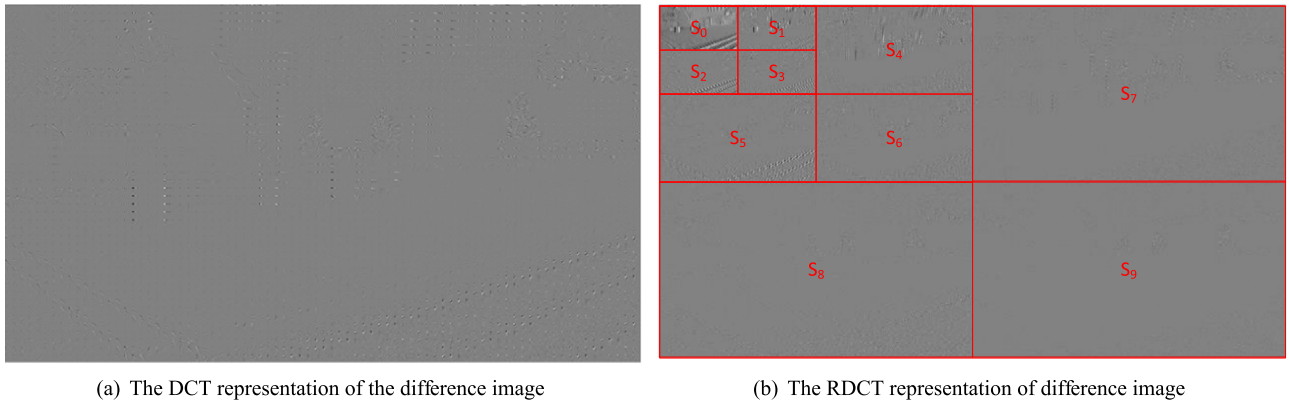 S₀
S₁
S₂
S₃
S₄
S₅
S₆
S₇
S₈
S₉
(a) The DCT representation of the difference image
(b) The RDCT representation of difference image